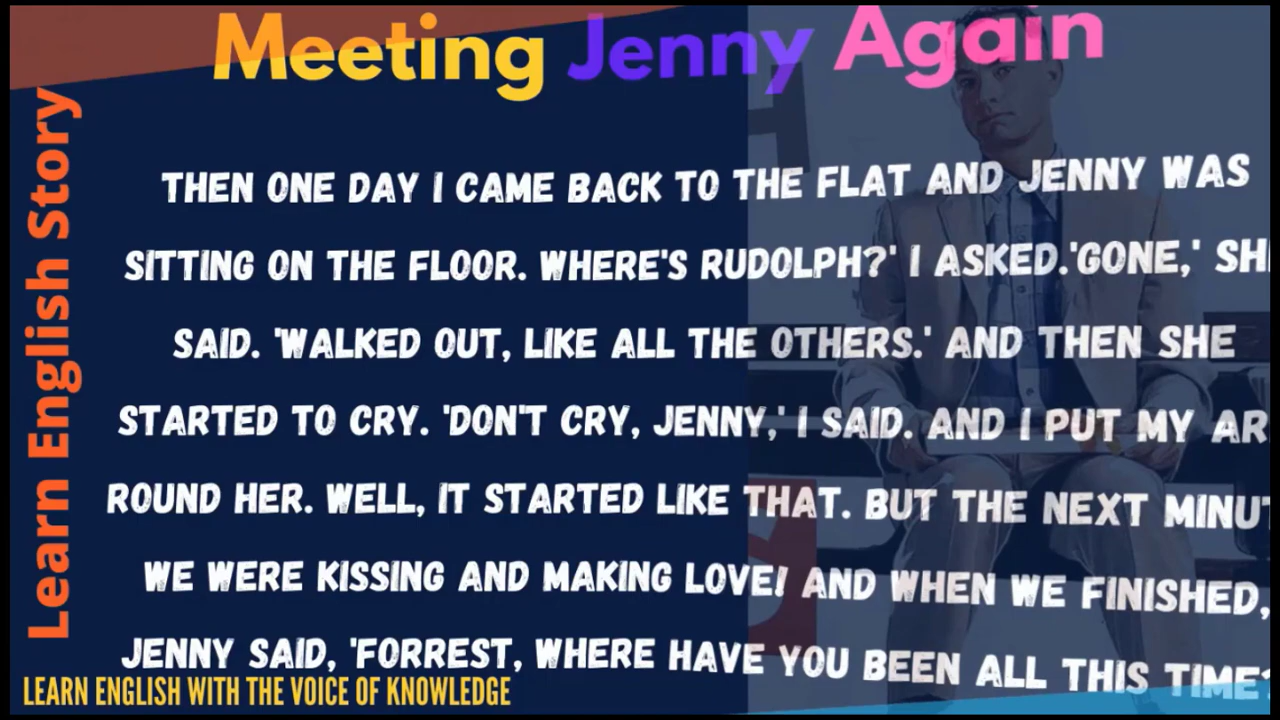 Meeting Jenny Again
Learn English Story
THEN ONE DAY I CAME BACK TO THE FLAT AND JENNY WAS
SITTING ON THE FLOOR. WHERE'S RUDOLPH?' I ASKED.'GONE,' SH
SAID. 'WALKED OUT, LIKE ALL THE OTHERS.' AND THEN SHE
STARTED TO CRY. 'DON'T CRY, JENNY,' I SAID. AND I PUT MY AR
ROUND HER. WELL, IT STARTED LIKE THAT. BUT THE NEXT MINUT
WE WERE KISSING AND MAKING LOVE! AND WHEN WE FINISHED,
JENNY SAID, 'FORREST, WHERE HAVE YOU BEEN ALL THIS TIME?
LEARN ENGLISH WITH THE VOICE OF KNOWLEDGE